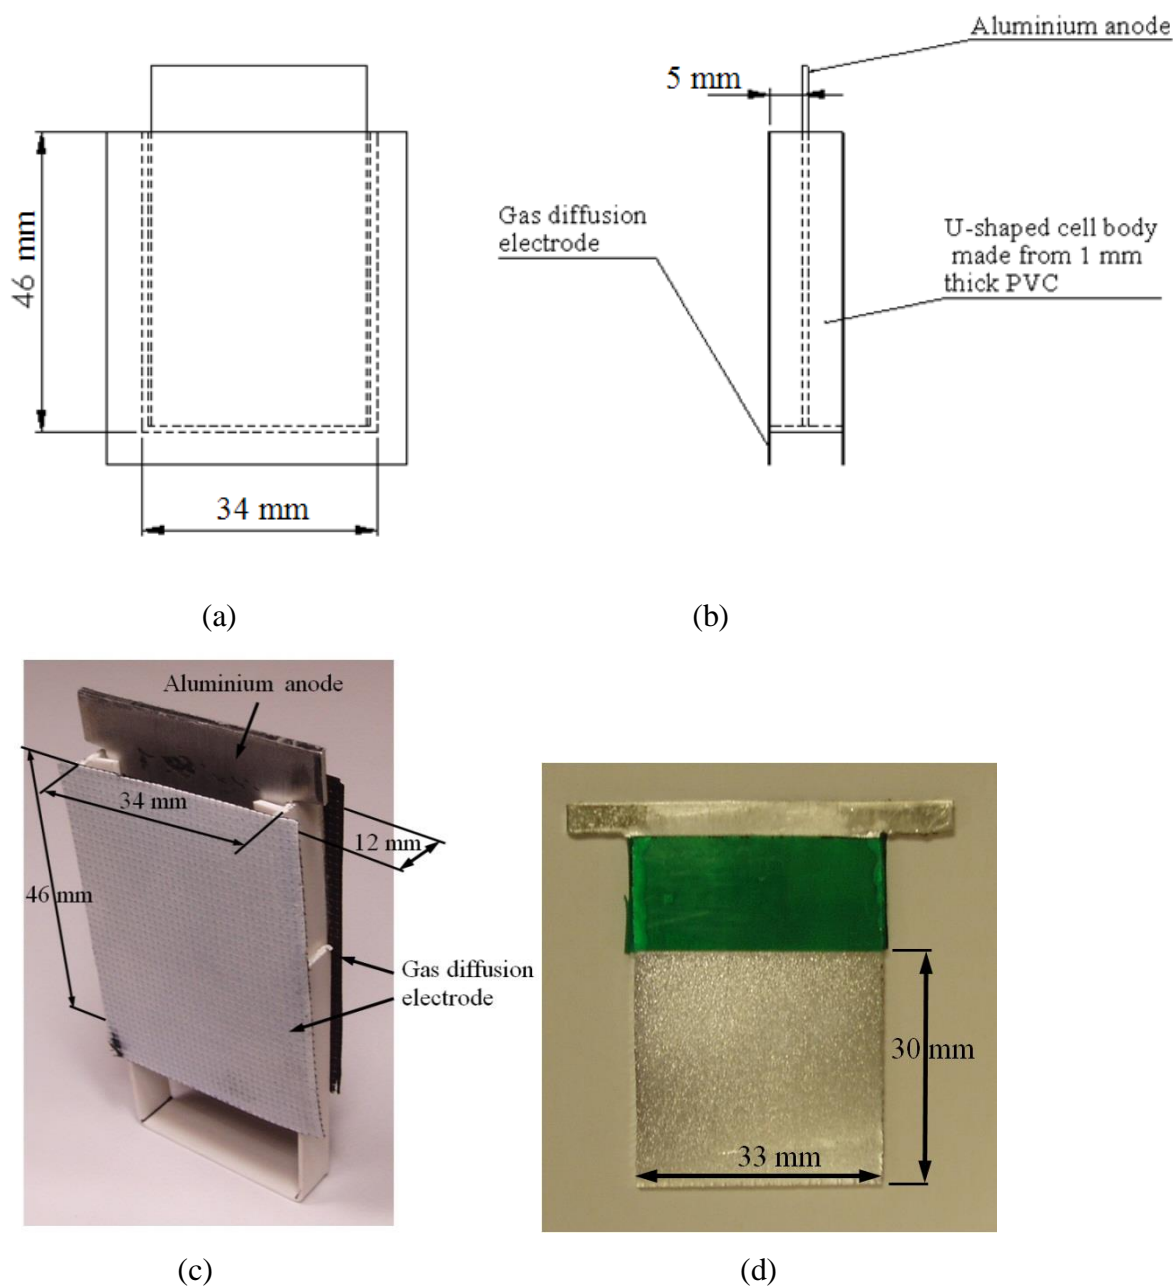 Aluminium anode
5 mm
46 mm
Gas diffusion
electrode
U-shaped cell body
made from 1 mm
thick PVC
34 mm
(a)
(b)
Aluminium anode
34 mm
12 mm
46 mm
Gas diffusion
electrode
30 mm
33 mm
(c)
(d)